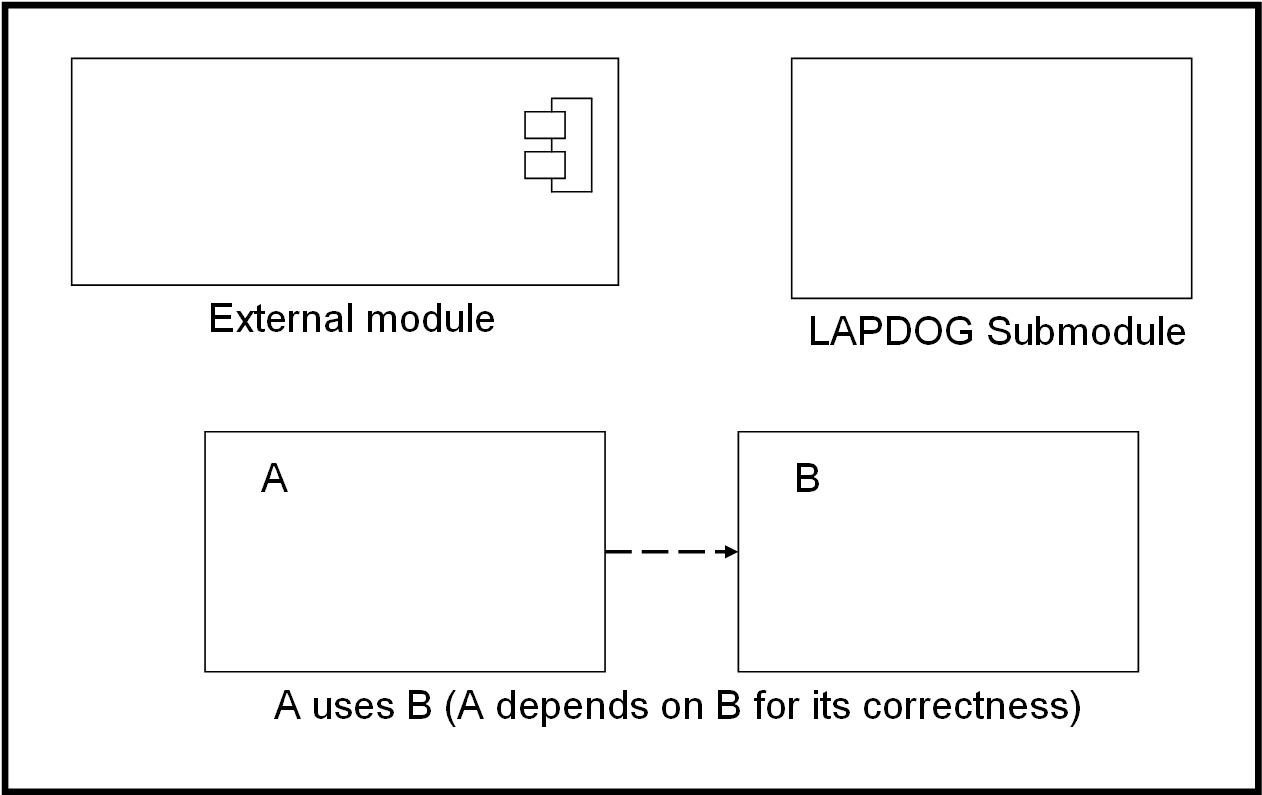 External module
LAPDOG Submodule
A
B
A uses B (A depends on B for its correctness)